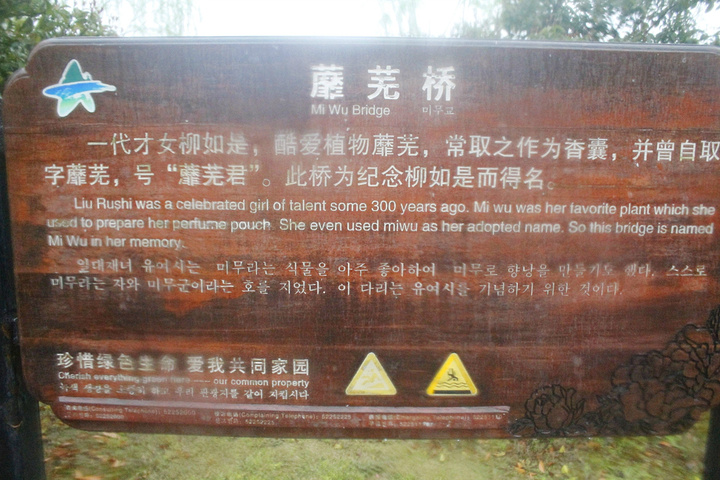 蘼芜桥
Mi Wu Bridge 미무교
一代才女柳如是，酷爱植物蘼芜，常取之作为香囊，并曾自取
字蘼芜，号“蘼芜君”。此桥为纪念柳如是而得名。
Liu Rushi was a celebrated girl of talent some 300 years ago. Mi wu was her favorite plant which she
used to prepare her perfume pouch. She even used miwu as her adopted name. So this bridge is named
Mi Wu in her memory.
일대재녀 유여시는 미무라는 식물을 아주 좋아하여 미무로 향낭을 만들기도 했다. 스스로
미무라는 자와 미무군이라는 호를 지었다. 이 다리는 유여시를 기념하기 위한 것이다.
珍惜绿色生命 爱我共同家园
Cherish everything green here —— our common property